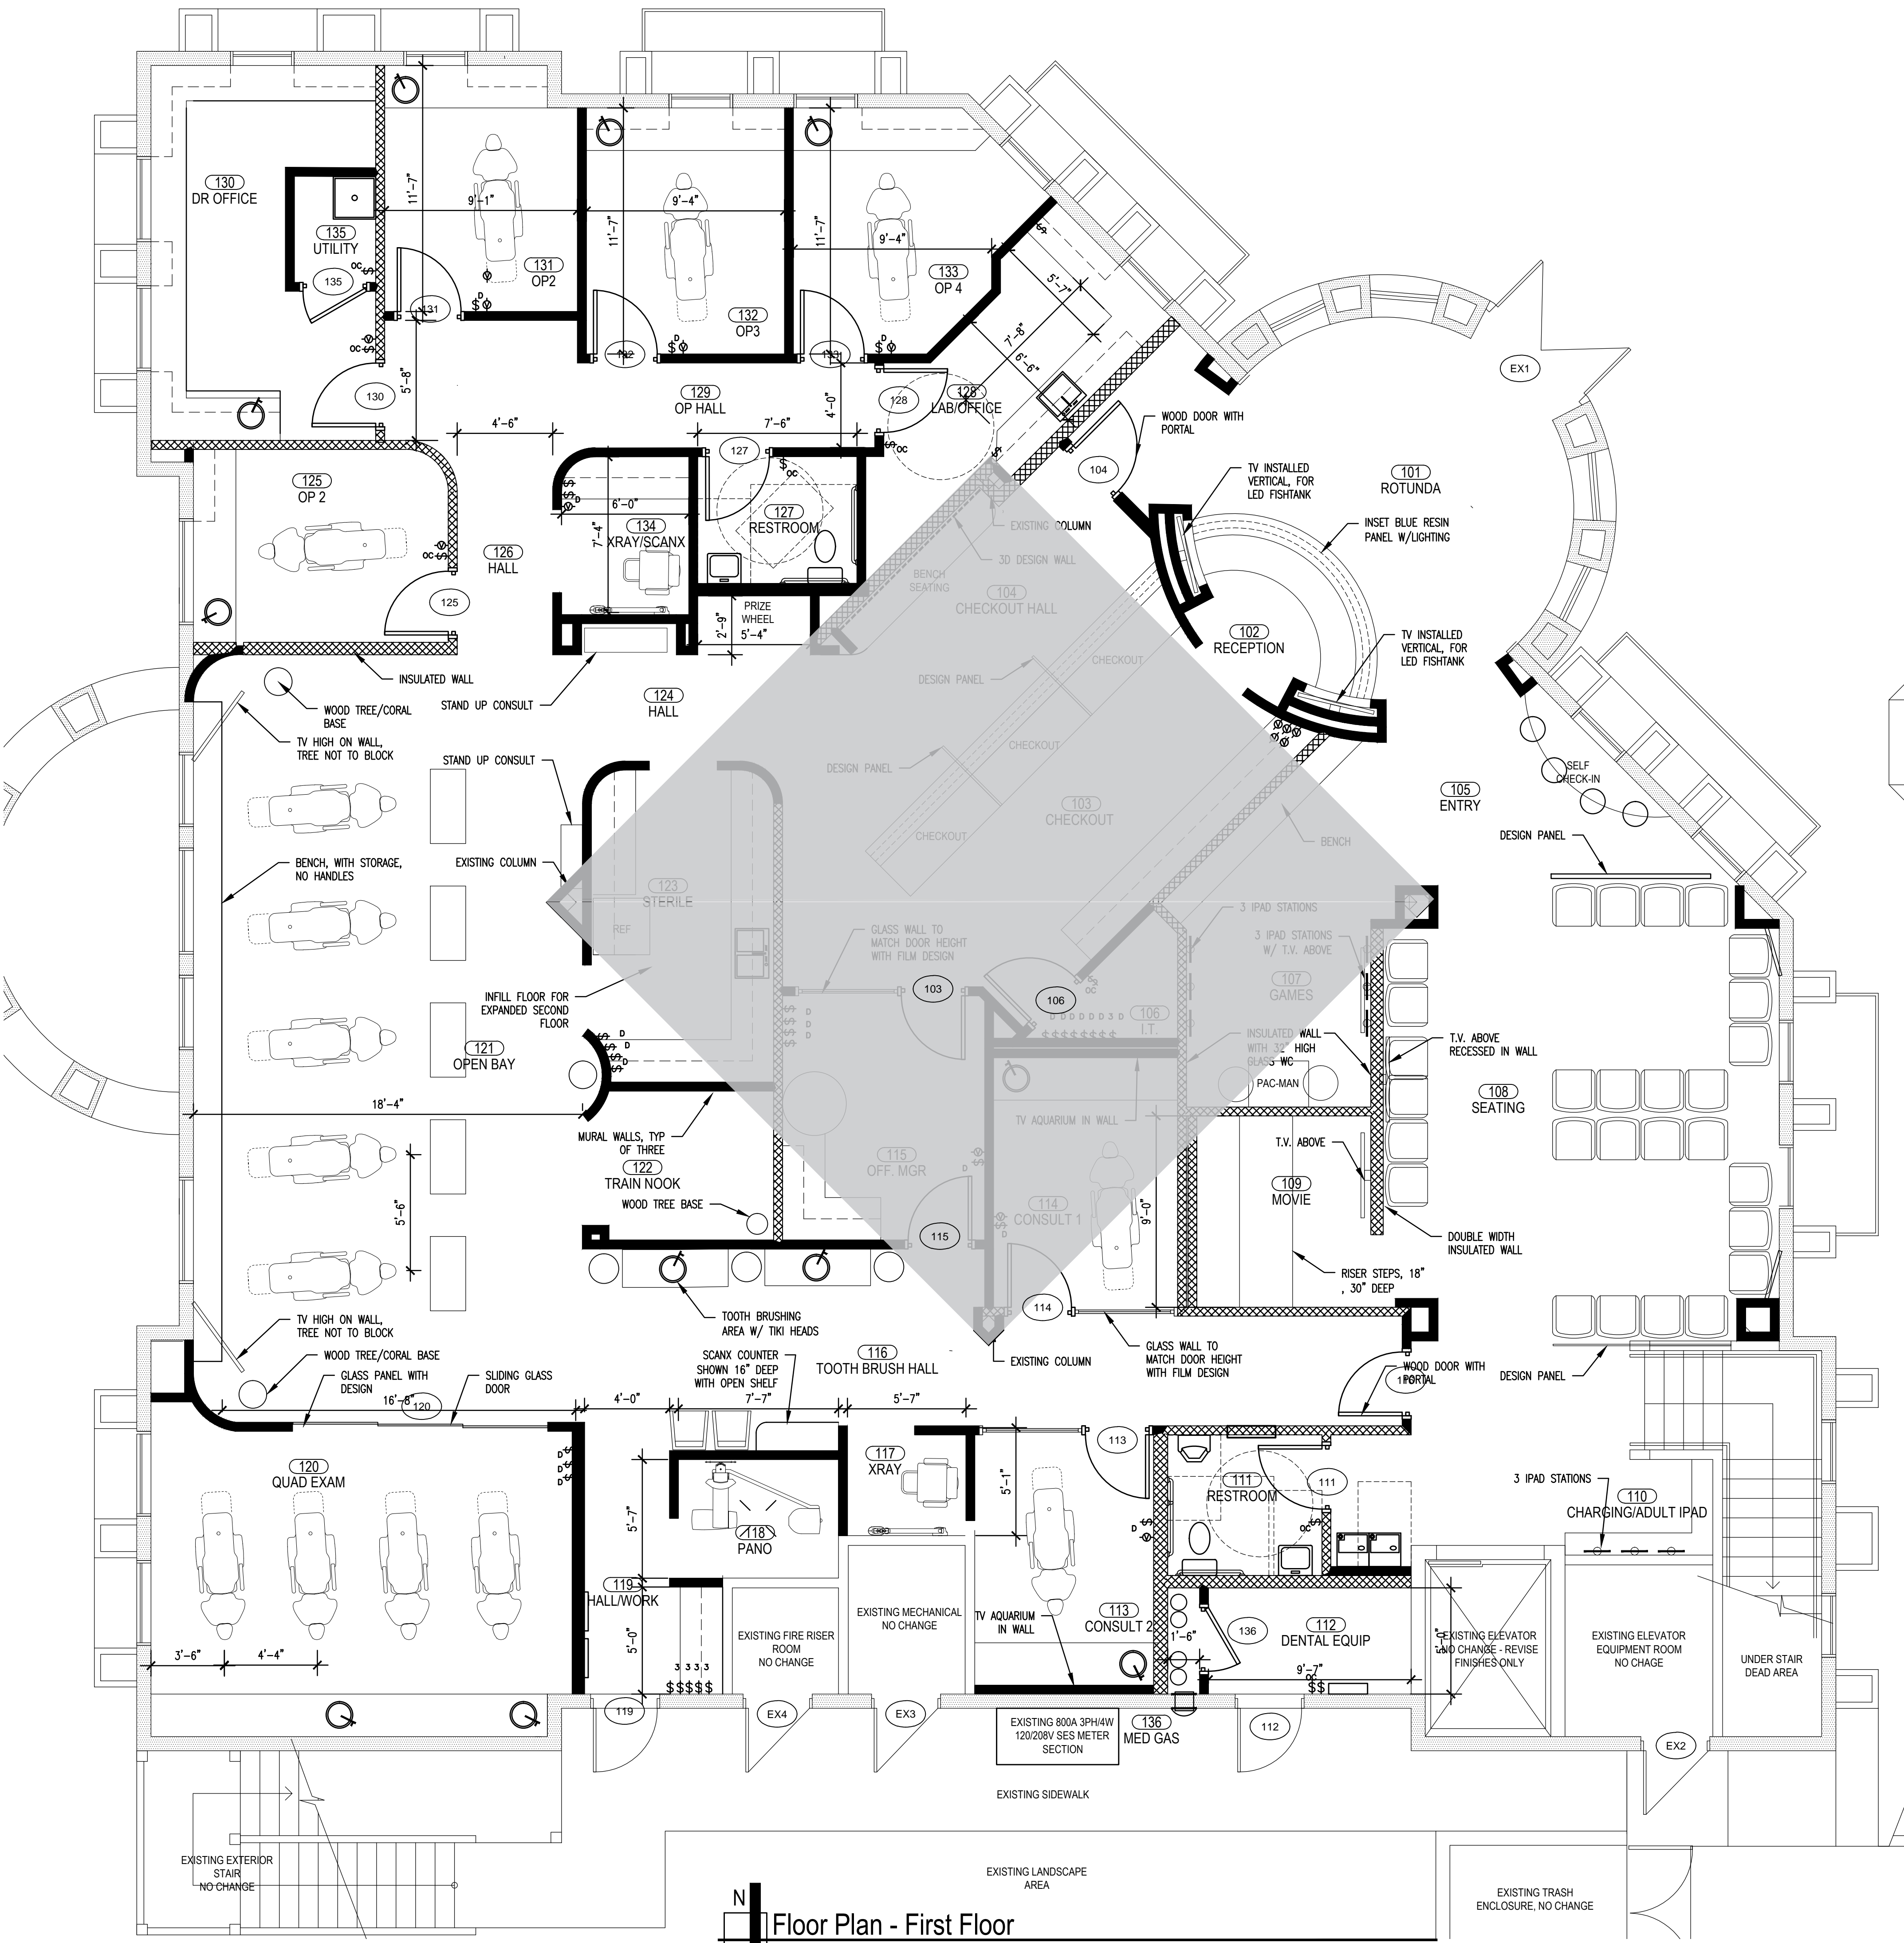 130
DR OFFICE
135
UTILITY
135
11'-7"
9'-1"
131
OP2
131
11'-7"
9'-4"
132
OP3
132
11'-7"
9'-4"
133
OP 4
133
5'-7"
7'-8"
6'-6"
130
5'-8"
4'-6"
129
OP HALL
7'-6"
4'-0"
128
128
LAB/OFFICE
WOOD DOOR WITH
PORTAL
104
EX1
101
ROTUNDA
TV INSTALLED
VERTICAL, FOR
LED FISHTANK
INSET BLUE RESIN
PANEL W/LIGHTING
125
OP 2
125
126
HALL
6'-0"
7'-4"
134
XRAY/SCANX
127
127
RESTROOM
EXISTING COLUMN
3D DESIGN WALL
BENCH
SEATING
104
CHECKOUT HALL
PRIZE
WHEEL
2'-9"
5'-4"
102
RECEPTION
TV INSTALLED
VERTICAL, FOR
LED FISHTANK
INSULATED WALL
WOOD TREE/CORAL
BASE
STAND UP CONSULT
124
HALL
DESIGN PANEL
CHECKOUT
TV HIGH ON WALL,
TREE NOT TO BLOCK
STAND UP CONSULT
DESIGN PANEL
CHECKOUT
103
CHECKOUT
CHECKOUT
BENCH
SELF
CHECK-IN
105
ENTRY
DESIGN PANEL
BENCH, WITH STORAGE,
NO HANDLES
EXISTING COLUMN
123
STERILE
REF
GLASS WALL TO
MATCH DOOR HEIGHT
WITH FILM DESIGN
3 IPAD STATIONS
3 IPAD STATIONS
W/ T.V. ABOVE
107
GAMES
INFILL FLOOR FOR
EXPANDED SECOND
FLOOR
103
106
106
I.T.
INSULATED WALL
WITH 32" HIGH
PAC-MAN
T.V. ABOVE
RECESSED IN WALL
121
OPEN BAY
18'-4"
108
SEATING
TV AQUARIUM IN WALL
MURAL WALLS, TYP
OF THREE
122
TRAIN NOOK
WOOD TREE BASE
115
OFF. MGR
T.V. ABOVE
109
MOVIE
5'-6"
114
CONSULT 1
9'-0"
115
DOUBLE WIDTH
INSULATED WALL
RISER STEPS, 18"
, 30" DEEP
114
TV HIGH ON WALL,
TREE NOT TO BLOCK
TOOTH BRUSHING
AREA W/ TIKI HEADS
WOOD TREE/CORAL BASE
GLASS PANEL WITH
DESIGN
SLIDING GLASS
DOOR
16'-8"
120
SCANX COUNTER
SHOWN 16" DEEP
WITH OPEN SHELF
116
TOOTH BRUSH HALL
EXISTING COLUMN
GLASS WALL TO
MATCH DOOR HEIGHT
WITH FILM DESIGN
WOOD DOOR WITH
PORTAL
DESIGN PANEL
4'-0"
7'-7"
5'-7"
120
QUAD EXAM
117
XRAY
113
5'-1"
111
RESTROOM
111
3 IPAD STATIONS
110
CHARGING/ADULT IPAD
5'-7"
118
PANO
119
HALL/WORK
5'-0"
EXISTING FIRE RISER
ROOM
NO CHANGE
EXISTING MECHANICAL
NO CHANGE
TV AQUARIUM
IN WALL
113
CONSULT 2
1'-6"
136
112
DENTAL EQUIP
9'-7"
5'-0"
EXISTING ELEVATOR
NO CHANGE - REVISE
FINISHES ONLY
EXISTING ELEVATOR
EQUIPMENT ROOM
NO CHAGE
UNDER STAIR
DEAD AREA
3'-6"
4'-4"
3 3 3 3
$$$$$
119
EX4
EX3
EXISTING 800A 3PH/4W
120/208V SES METER
SECTION
136
MED GAS
112
EX2
EXISTING SIDEWALK
EXISTING EXTERIOR
STAIR
NO CHANGE
EXISTING LANDSCAPE
AREA
EXISTING TRASH
ENCLOSURE, NO CHANGE
N
Floor Plan - First Floor